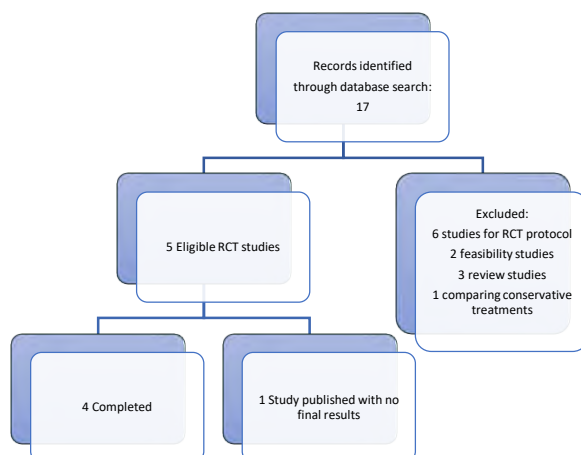 Records identified
through database search:
17
5 Eligible RCT studies
Excluded:
6 studies for RCT protocol
2 feasibility studies
3 review studies
1 comparing conservative
treatments
4 Completed
1 Study published with no
final results